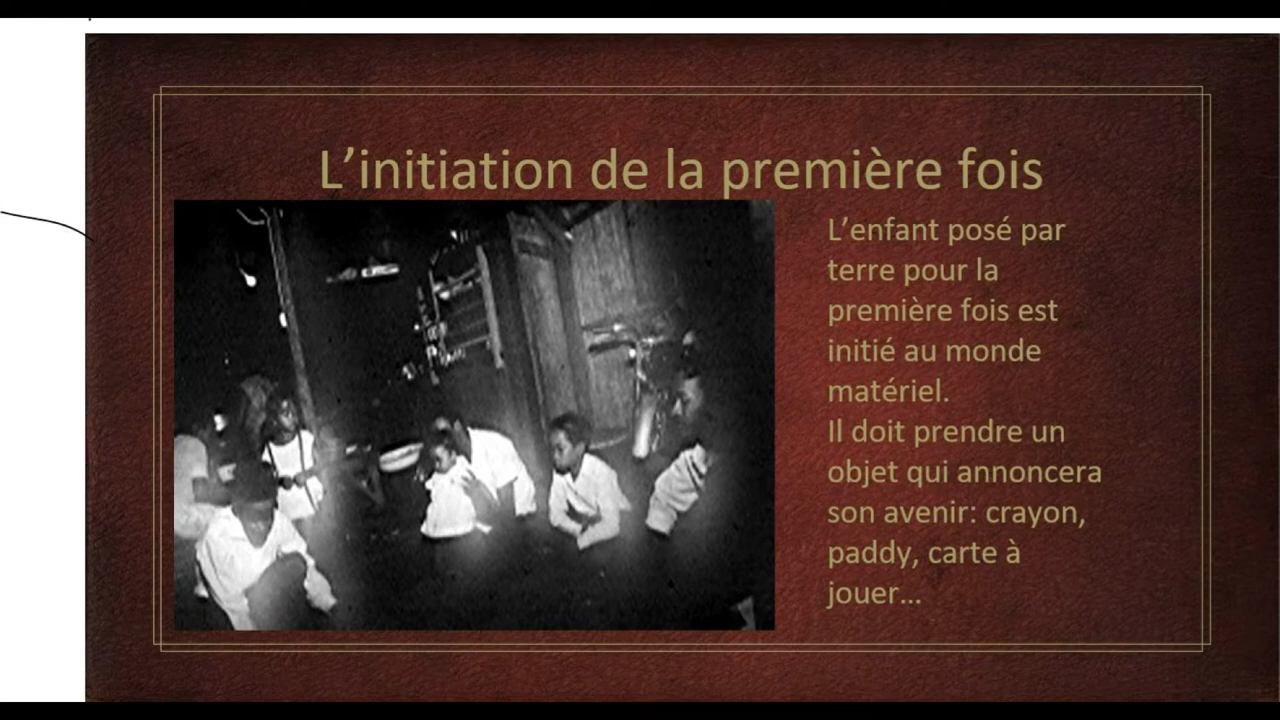 L’initiation de la première fois
L’enfant posé par
terre pour la
première fois est
initié au monde
matériel.
Il doit prendre un
objet qui annoncera
son avenir: crayon,
paddy, carte à
jouer…